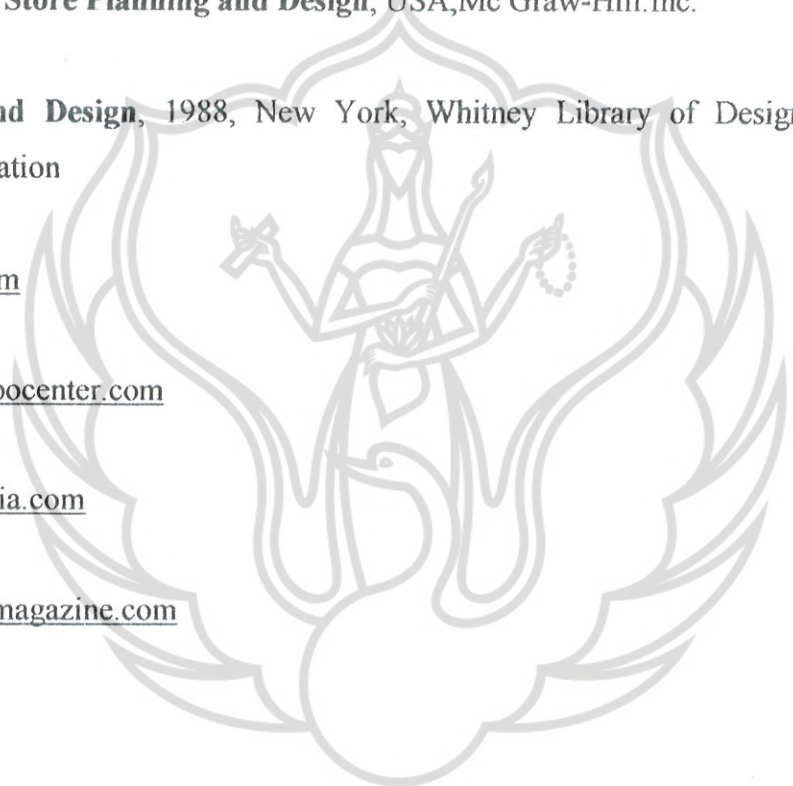 Store Planning and Design, USA,Mc Graw-Hill.Inc.
nd Design, 1988, New York, Whitney Library of Design
ation
m
ocenter.com
ia.com
magazine.com